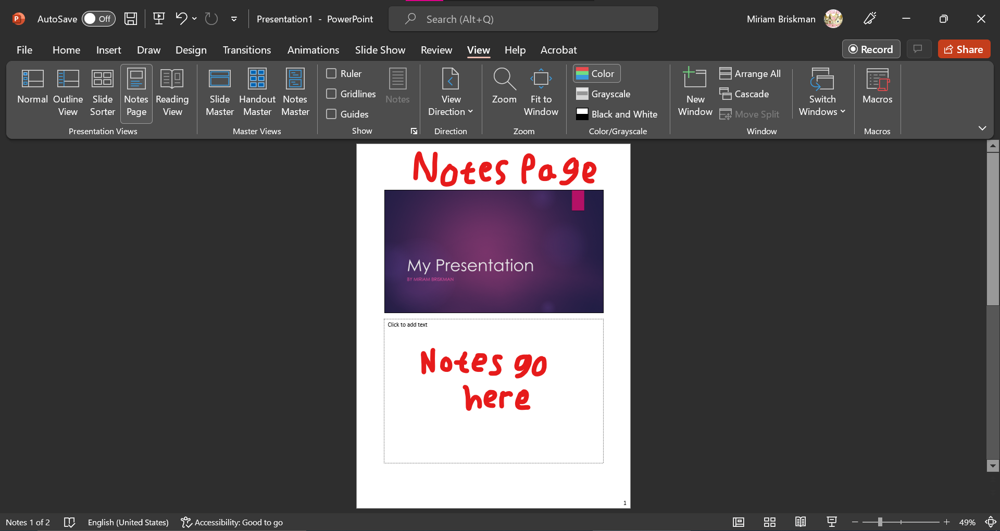 AutoSave Off Presentation1 - PowerPoint Search (Alt+Q) Miriam Briskman
File Home Insert Draw Design Transitions Animations Slide Show Review View Help Acrobat Record Share
Normal Outline View Slide Sorter Notes Page Reading View
Presentation Views
Slide Master Handout Master Notes Master
Master Views
Ruler
Gridlines
Guides
Notes
Show
View Direction
Direction
Zoom Fit to Window
Zoom
Color
Grayscale
Black and White
Color/Grayscale
New Window
Arrange All
Cascade
Move Split
Switch Windows
Window
Macros
Macros
Notes Page
My Presentation
BY MIRIAM BRISKMAN
Click to add text
Notes go
here
1
Notes 1 of 2 English (United States) Accessibility: Good to go 49%